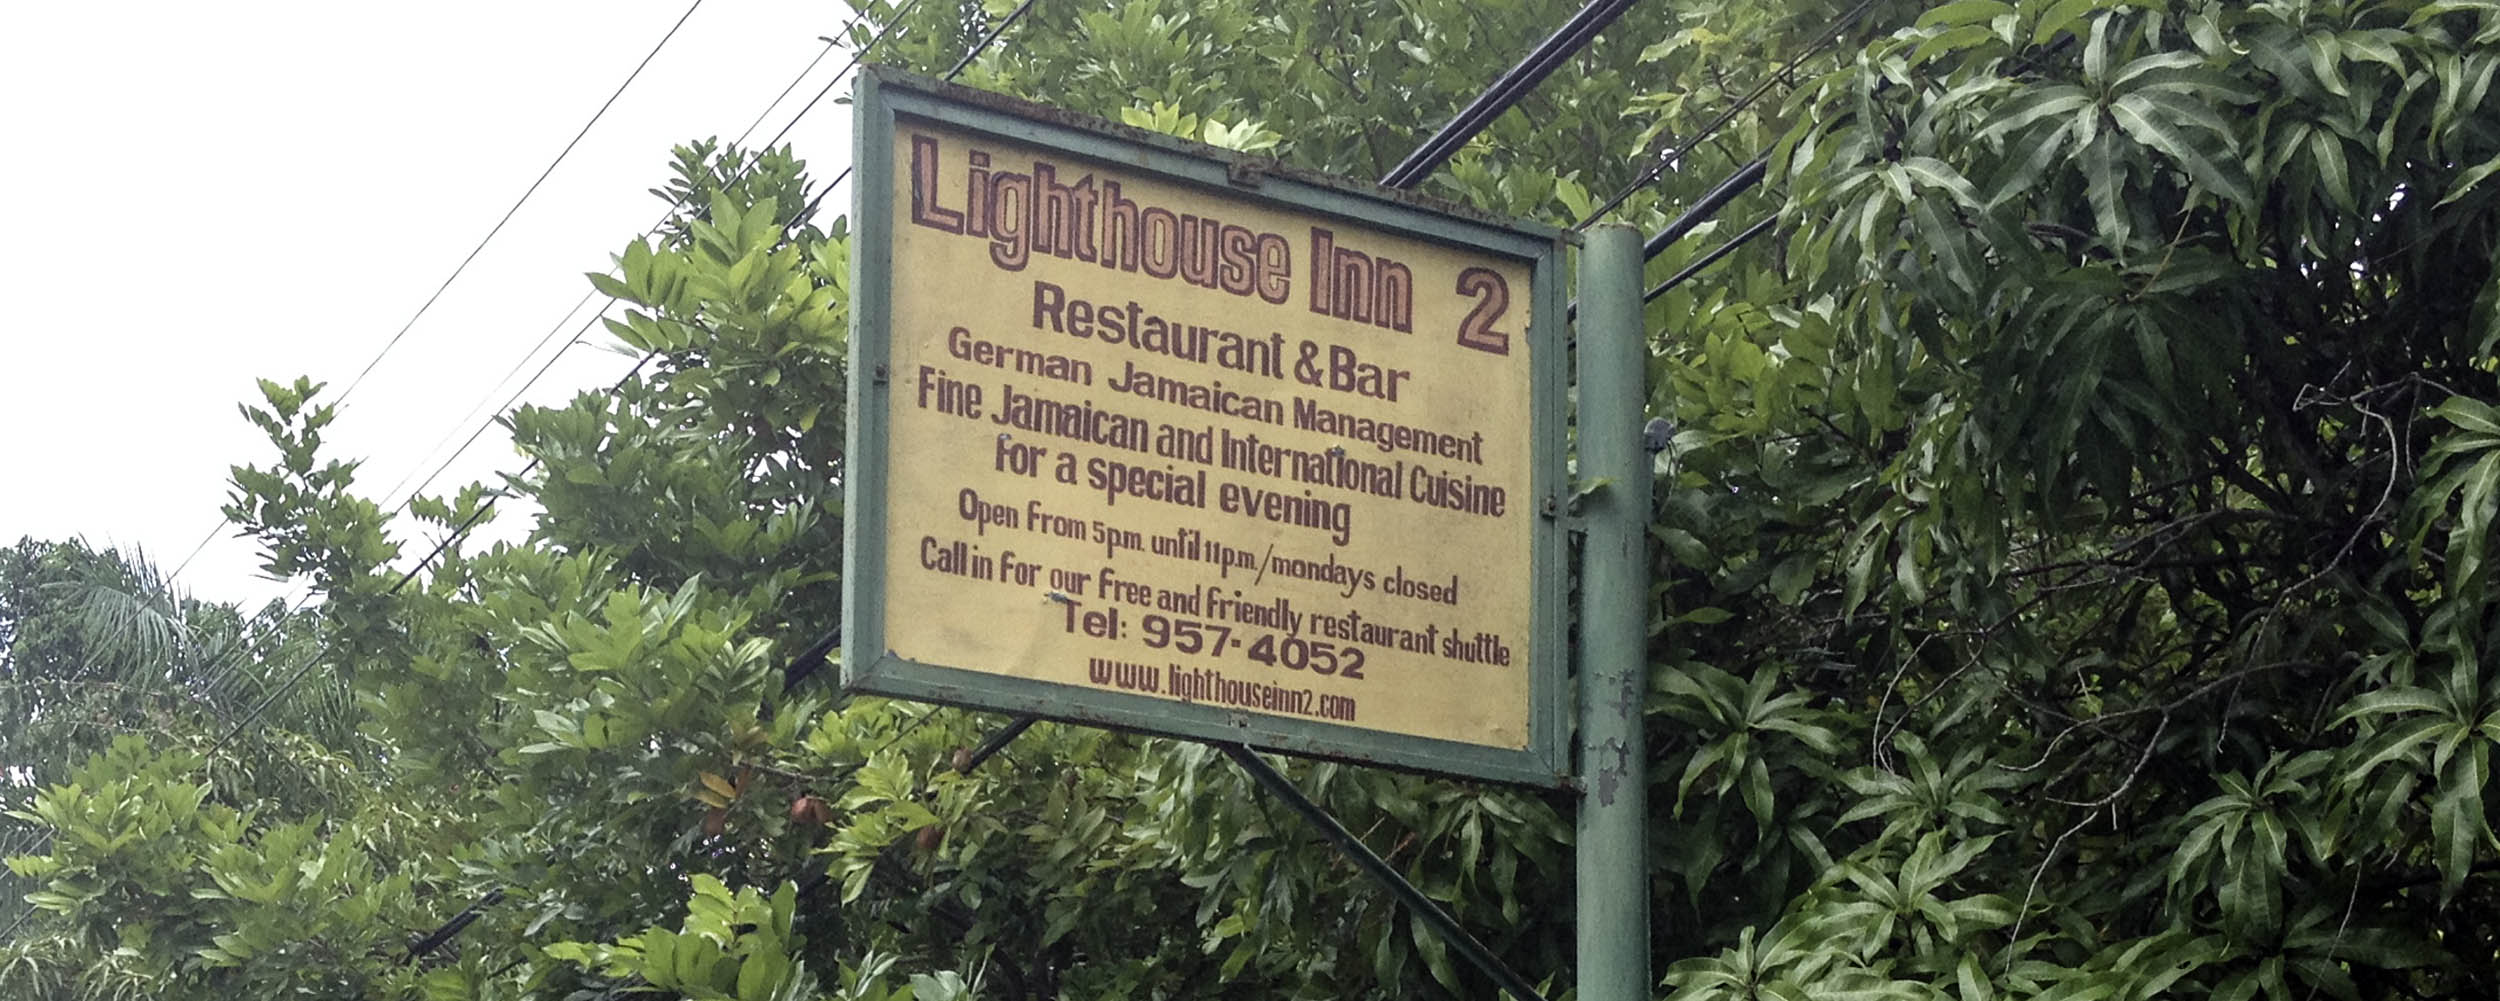 Lighthouse Inn 2
Restaurant & Bar
German Jamaican Management
Fine Jamaican and International Cuisine
For a special evening
Open From 5pm. until 11p.m./mondays closed
Call in For our Free and Friendly restaurant shuttle
Tel: 957-4052
www.lighthouseinn2.com